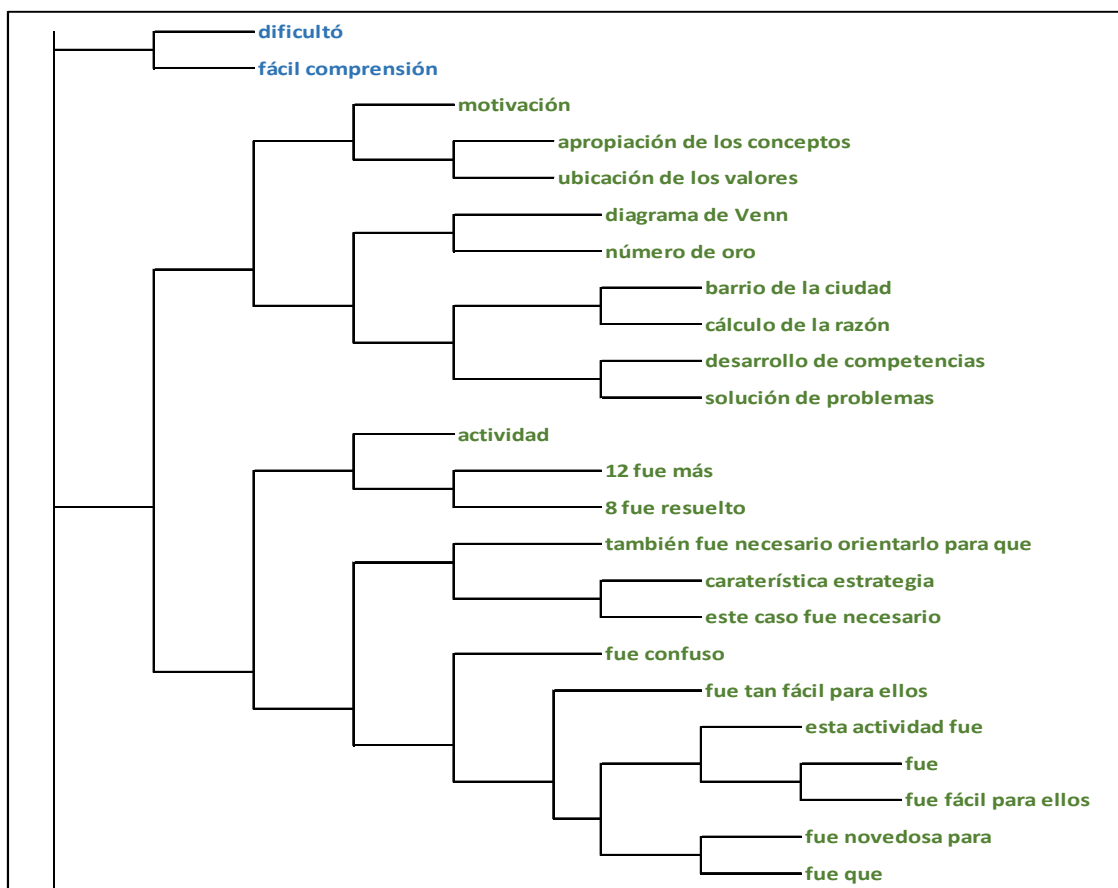 dificultó
fácil comprensión
motivación
apropiación de los conceptos
ubicación de los valores
diagrama de Venn
número de oro
barrio de la ciudad
cálculo de la razón
desarrollo de competencias
solución de problemas
actividad
12 fue más
8 fue resuelto
también fue necesario orientarlo para que
caraterística estrategia
este caso fue necesario
fue confuso
fue tan fácil para ellos
esta actividad fue
fue
fue fácil para ellos
fue novedosa para
fue que